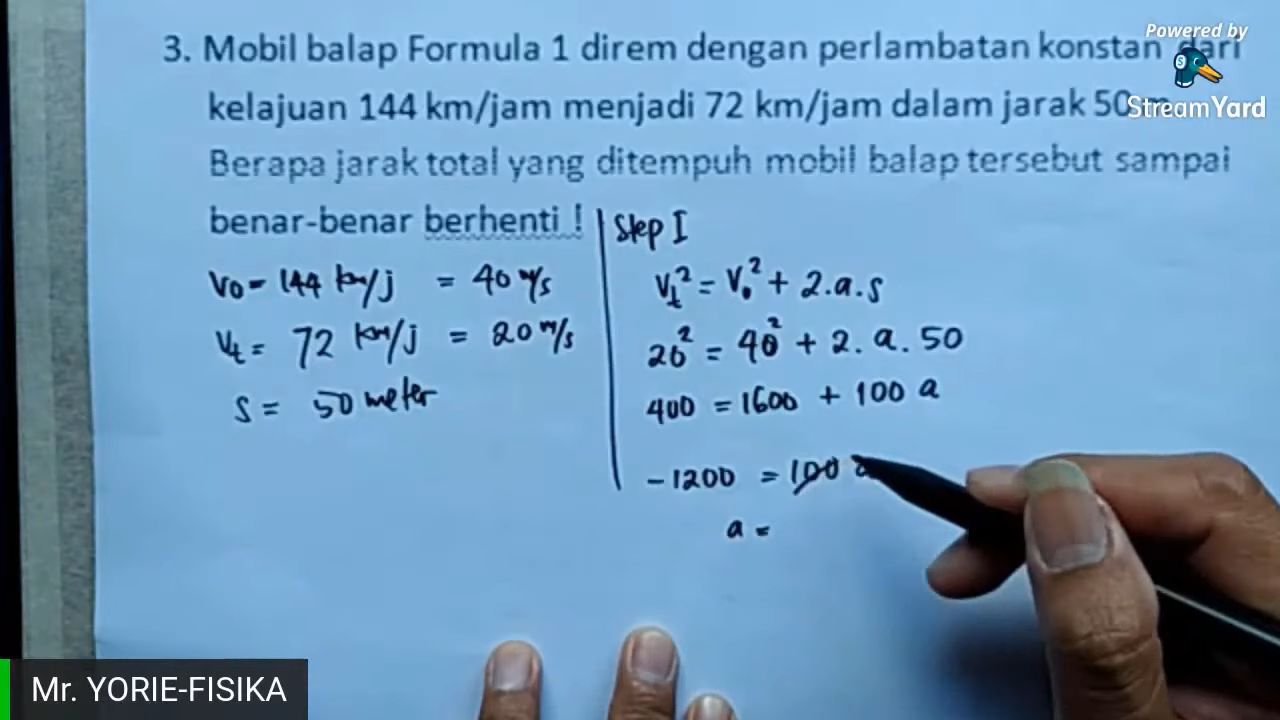 Powered by
StreamYard
3. Mobil balap Formula 1 direm dengan perlambatan konstan dari
kelajuan 144 km/jam menjadi 72 km/jam dalam jarak 50
Berapa jarak total yang ditempuh mobil balap tersebut sampai
benar-benar berhenti !
V0 = 144 km/j = 40 m/s
Vt = 72 km/j = 20 m/s
S = 50 meter
Step I
Vt² = V0² + 2.a.s
20² = 40² + 2. a. 50
400 = 1600 + 100 a
-1200 = 100 a
a =
Mr. YORIE-FISIKA